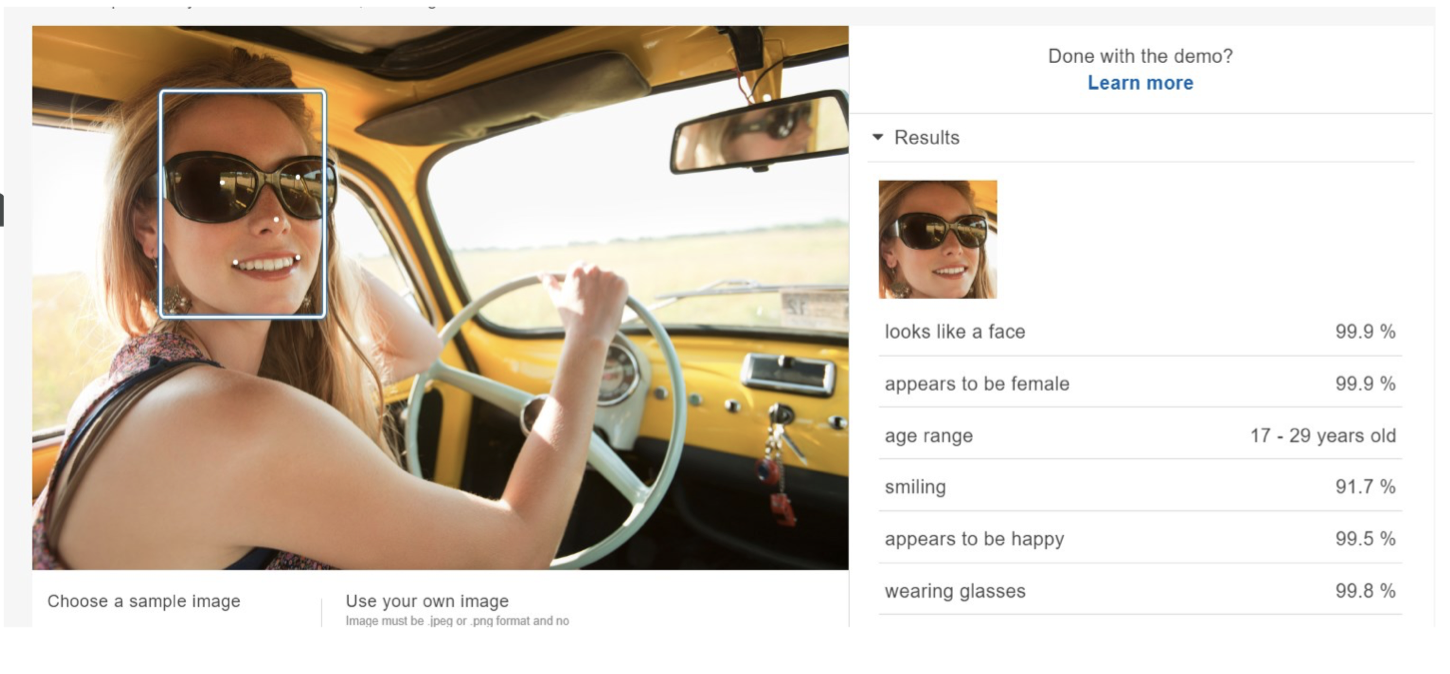 Done with the demo?
Learn more
Results
looks like a face 99.9 %
appears to be female 99.9 %
age range 17 - 29 years old
smiling 91.7 %
appears to be happy 99.5 %
wearing glasses 99.8 %
Choose a sample image
Use your own image
Image must be .jpeg or .png format and no